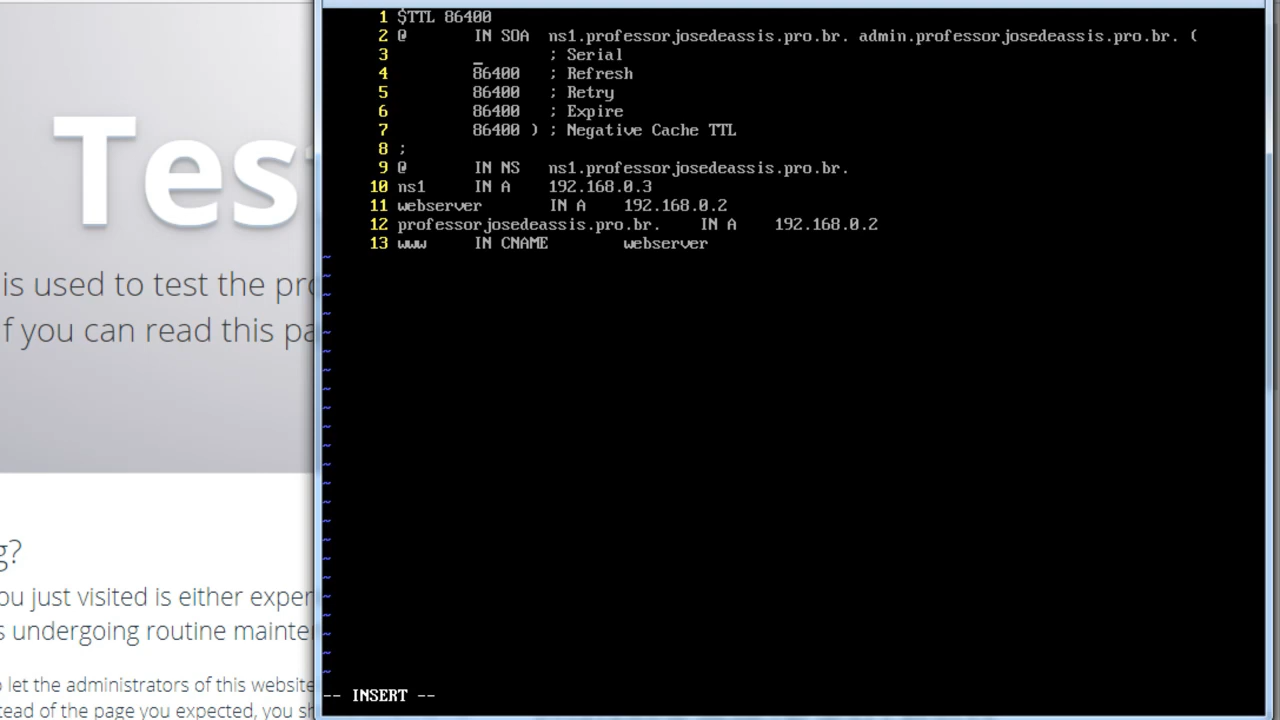 Tes
is used to test the pro
f you can read this pa
g?
ou just visited is either exper
s undergoing routine mainte
o let the administrators of this website
tead of the page you expected, you sh
1 $TTL 86400
2 @ IN SOA ns1.professorjosedeassis.pro.br. admin.professorjosedeassis.pro.br. (
3 _ ; Serial
4 86400 ; Refresh
5 86400 ; Retry
6 86400 ; Expire
7 86400 ) ; Negative Cache TTL
8 ;
9 @ IN NS ns1.professorjosedeassis.pro.br.
10 ns1 IN A 192.168.0.3
11 webserver IN A 192.168.0.2
12 professorjosedeassis.pro.br. IN A 192.168.0.2
13 www IN CNAME webserver
-- INSERT --